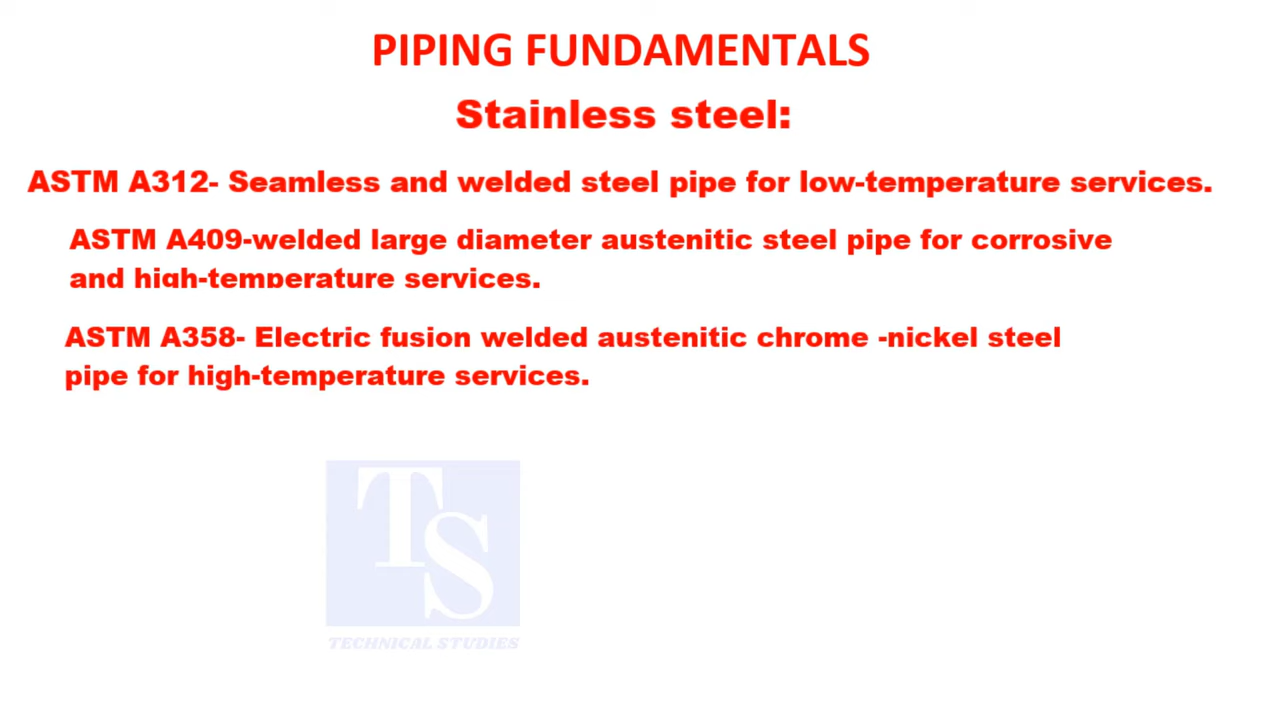 PIPING FUNDAMENTALS
Stainless steel:
ASTM A312- Seamless and welded steel pipe for low-temperature services.
ASTM A409-welded large diameter austenitic steel pipe for corrosive
and high-temperature services.
ASTM A358- Electric fusion welded austenitic chrome -nickel steel
pipe for high-temperature services.
TS
TECHNICAL STUDIES